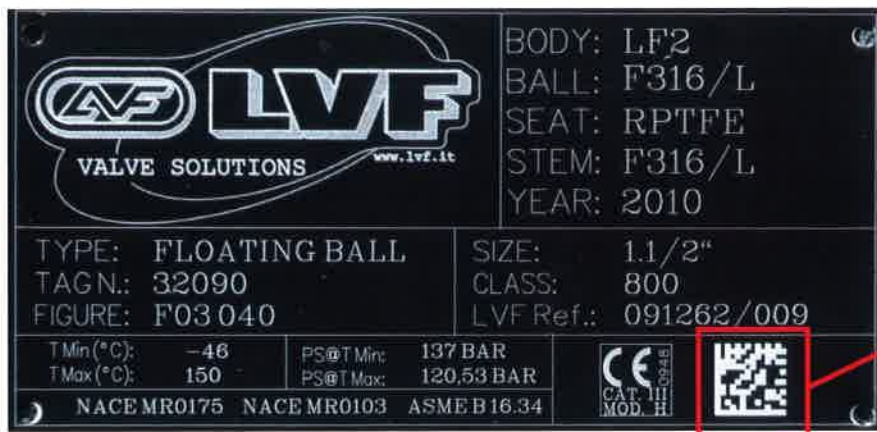 LVF
LVF
VALVE SOLUTIONS
www.lvf.it
BODY: LF2
BALL: F316/L
SEAT: RPTFE
STEM: F316/L
YEAR: 2010
TYPE: FLOATING BALL
TAG N.: 32090
FIGURE: F03 040
SIZE: 1.1/2“
CLASS: 800
LVF Ref.: 091262/009
T Min (°C): -46
T Max (°C): 150
PS@T Min: 137 BAR
PS@T Max: 120,53 BAR
NACE MR0175 NACE MR0103 ASME B 16.34
CE 0948
CAT. III
MOD. H